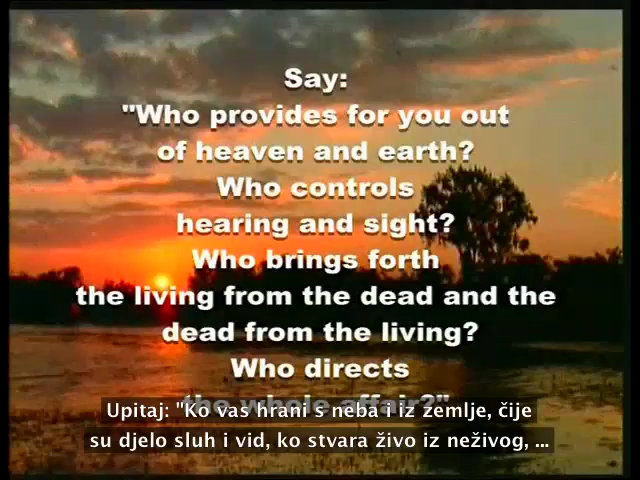 Say:
"Who provides for you out
of heaven and earth?
Who controls
hearing and sight?
Who brings forth
the living from the dead and the
dead from the living?
Who directs
the whole affair?"
Upitaj: "Ko vas hrani s neba i iz zemlje, čije
su djelo sluh i vid, ko stvara živo iz neživog, ...